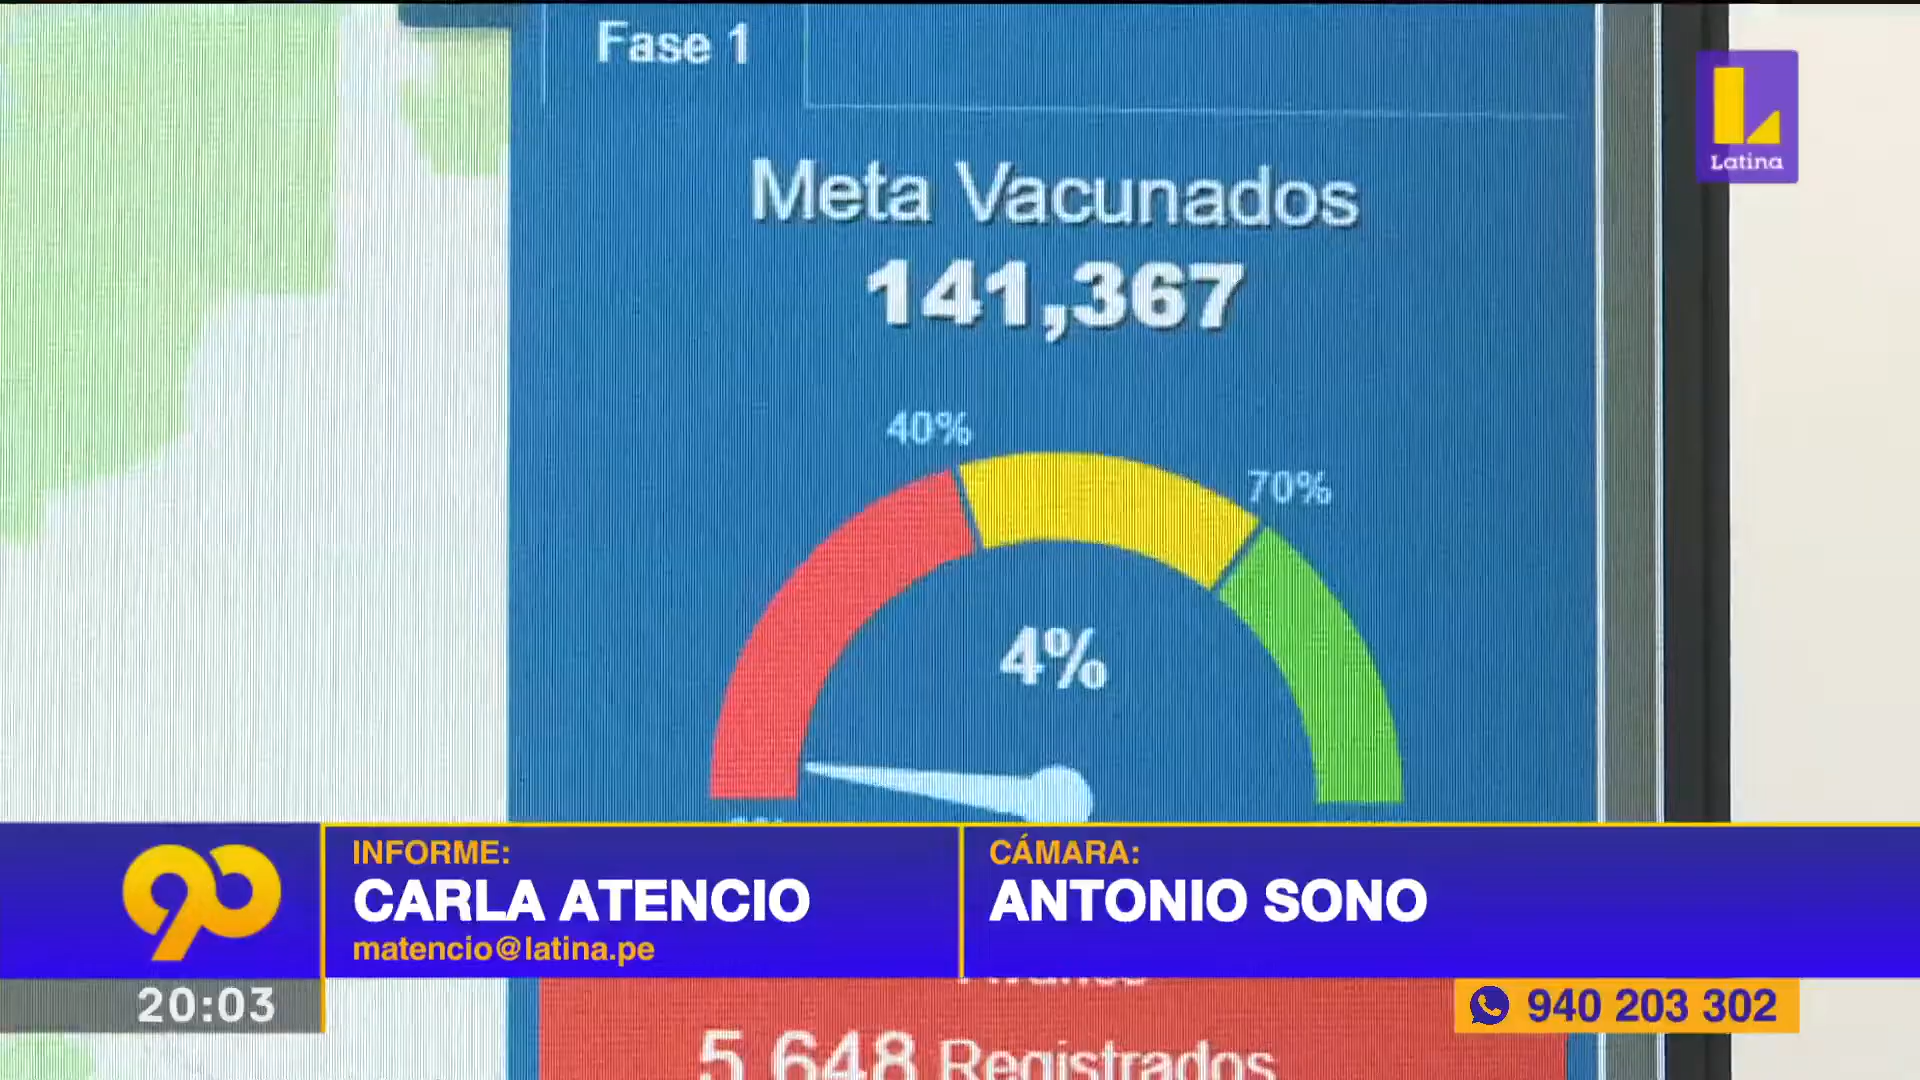 Fase 1
Latina
Meta Vacunados
141,367
40%
70%
4%
90
INFORME:
CARLA ATENCIO
matencio@latina.pe
CÁMARA:
ANTONIO SONO
20:03
940 203 302
5,648 Registrados